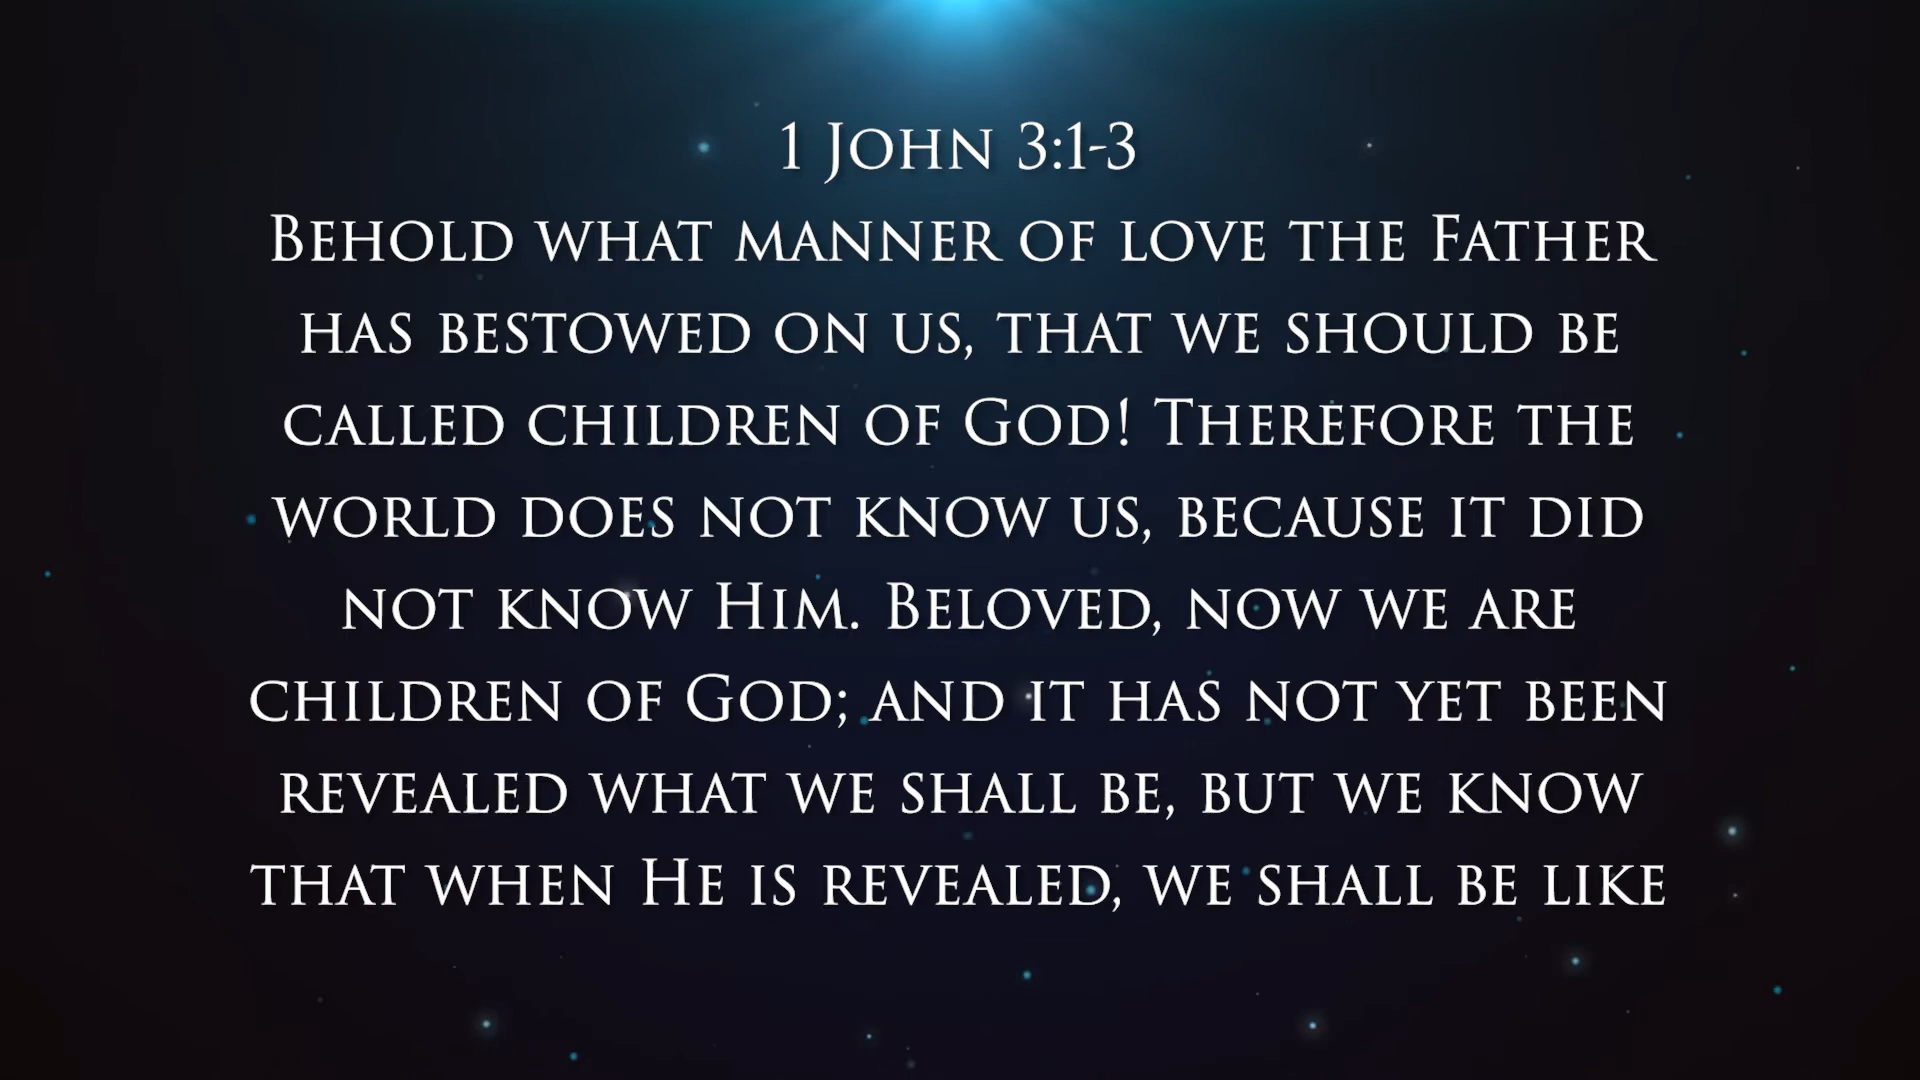 1 John 3:1-3
Behold what manner of love the Father
has bestowed on us, that we should be
called children of God! Therefore the
world does not know us, because it did
not know Him. Beloved, now we are
children of God; and it has not yet been
revealed what we shall be, but we know
that when He is revealed, we shall be like